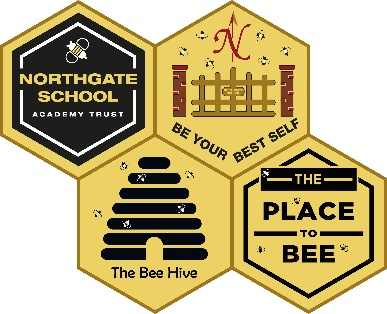 NORTHGATE
SCHOOL
ACADEMY TRUST
N
BE YOUR BEST SELF
The Bee Hive
THE
PLACE
TO
BEE